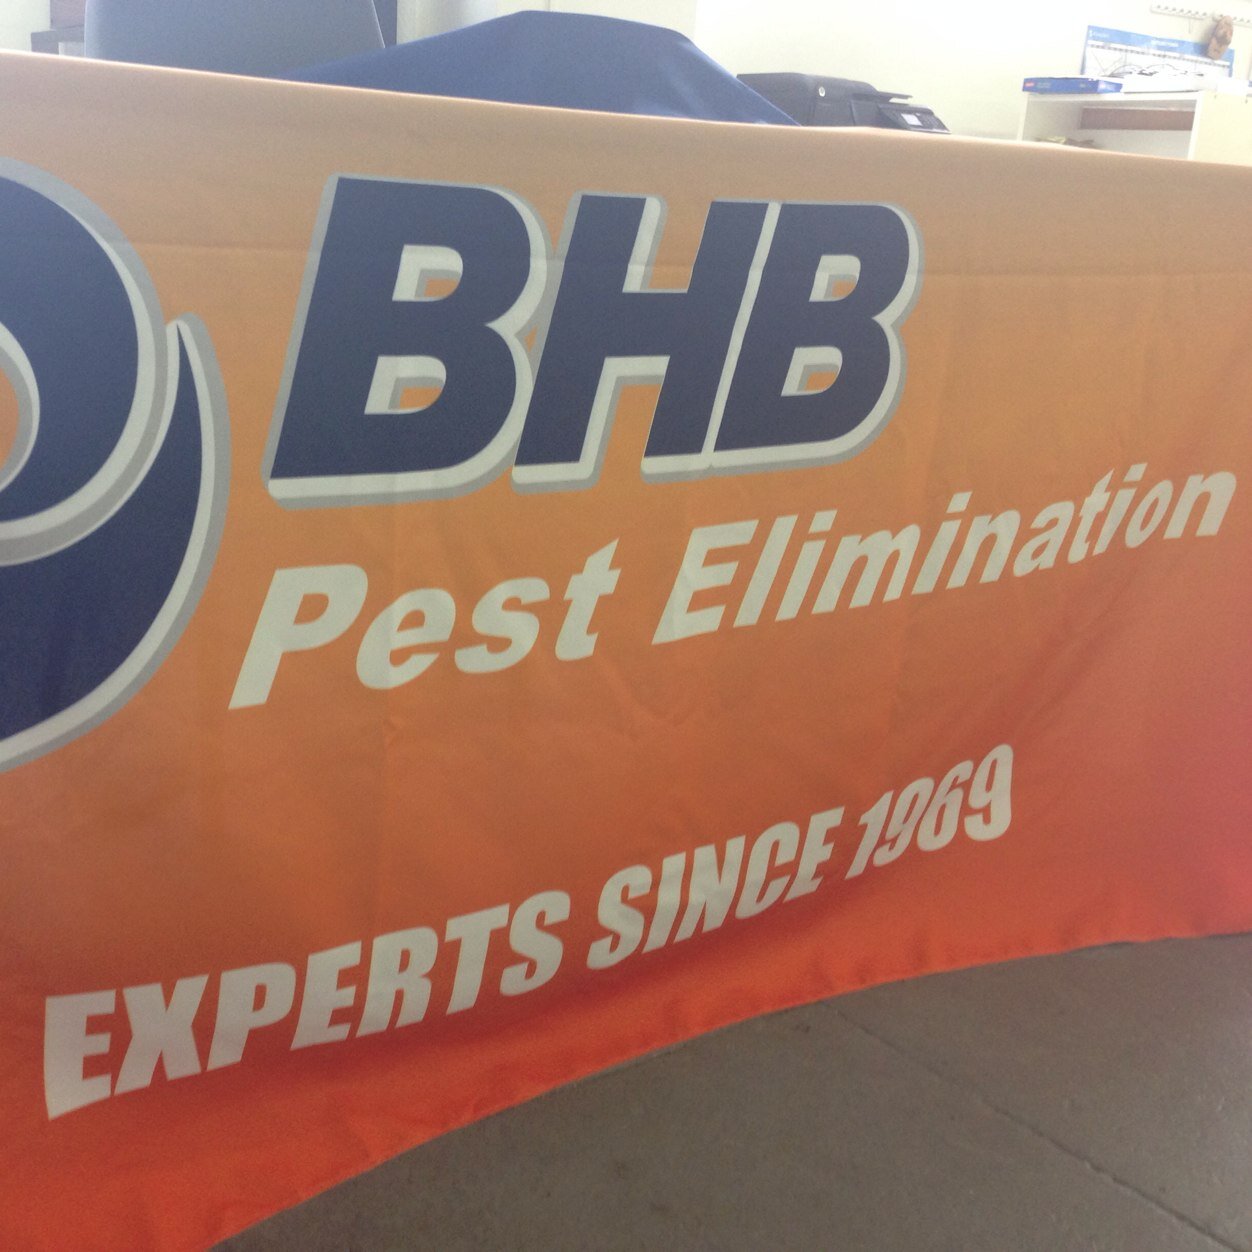 BHB
Pest Elimination
EXPERTS SINCE 1969